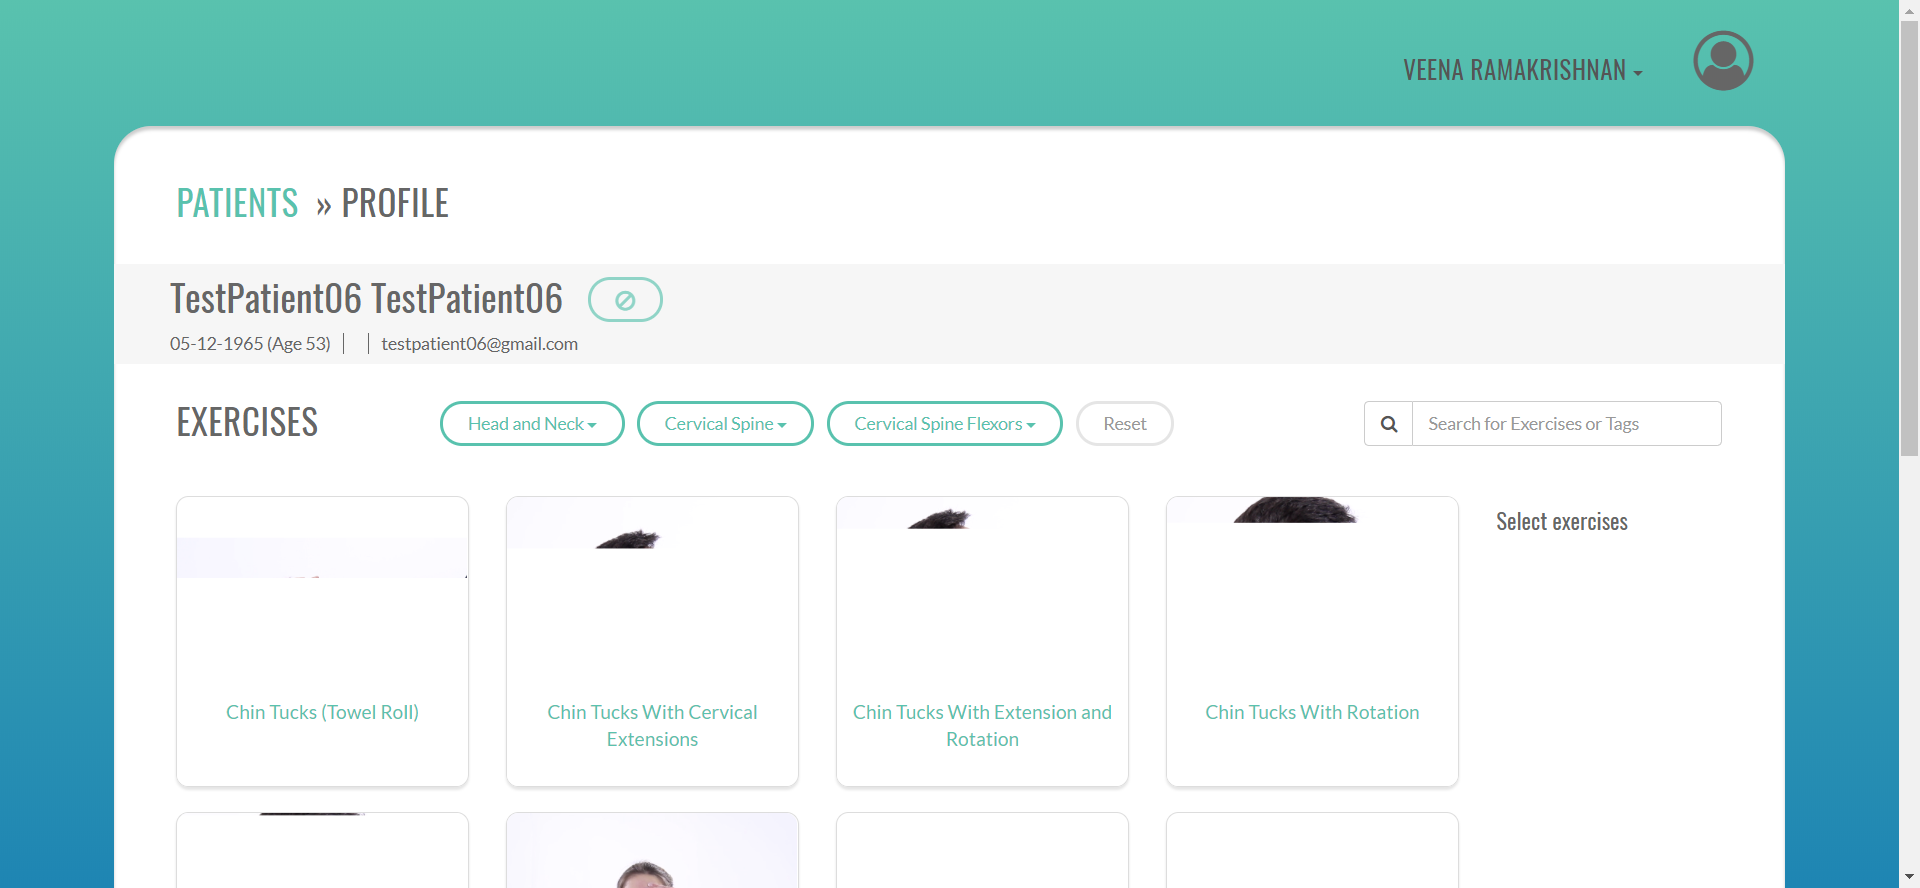 VEENA RAMAKRISHNAN
PATIENTS » PROFILE
TestPatient06 TestPatient06
05-12-1965 (Age 53) | | testpatient06@gmail.com
EXERCISES
Head and Neck
Cervical Spine
Cervical Spine Flexors
Reset
Search for Exercises or Tags
Select exercises
Chin Tucks (Towel Roll)
Chin Tucks With Cervical
Extensions
Chin Tucks With Extension and
Rotation
Chin Tucks With Rotation